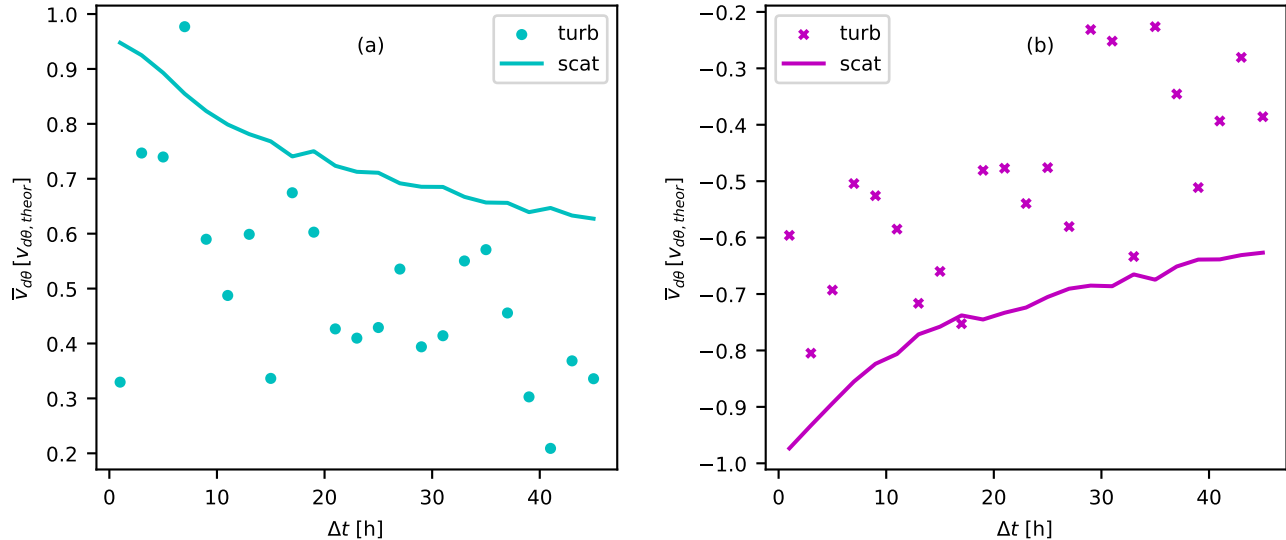 (a)
turb
scat
1.0
0.9
0.8
0.7
0.6
0.5
0.4
0.3
0.2
0
10
20
30
40
Δt [h]
v̅dθ [vdθ,theor]
(b)
turb
scat
−0.2
−0.3
−0.4
−0.5
−0.6
−0.7
−0.8
−0.9
−1.0
0
10
20
30
40
Δt [h]
v̅dθ [vdθ,theor]